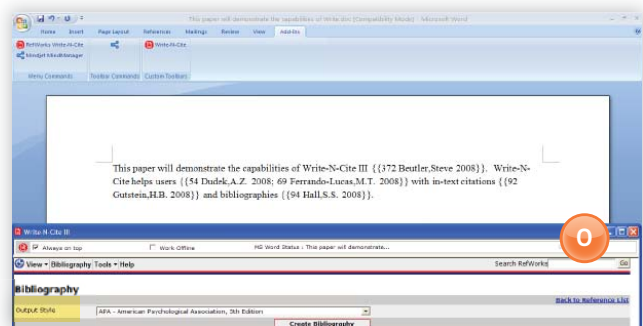 This paper will demonstrate the capabilities of Write.doc [Compatibility Mode] - Microsoft Word
Home Insert Page Layout References Mailings Review View Add-Ins
RefWorks Write-N-Cite
Write-N-Cite
Mindjet MindManager
Menu Commands Toolbar Commands Custom Toolbars
This paper will demonstrate the capabilities of Write-N-Cite III {{372 Beutler,Steve 2008}}. Write-N-
Cite helps users {{54 Dudek,A.Z. 2008; 69 Ferrando-Lucas,M.T. 2008}} with in-text citations {{92
Gutstein,H.B. 2008}} and bibliographies {{94 Hall,S.S. 2008}}.
Write-N-Cite III
O
Always on top Work Offline MS Word Status : This paper will demonstrate...
View Bibliography Tools Help Search RefWorks Go
Bibliography
Back to Reference List
Output Style APA - American Psychological Association, 5th Edition
Create Bibliography